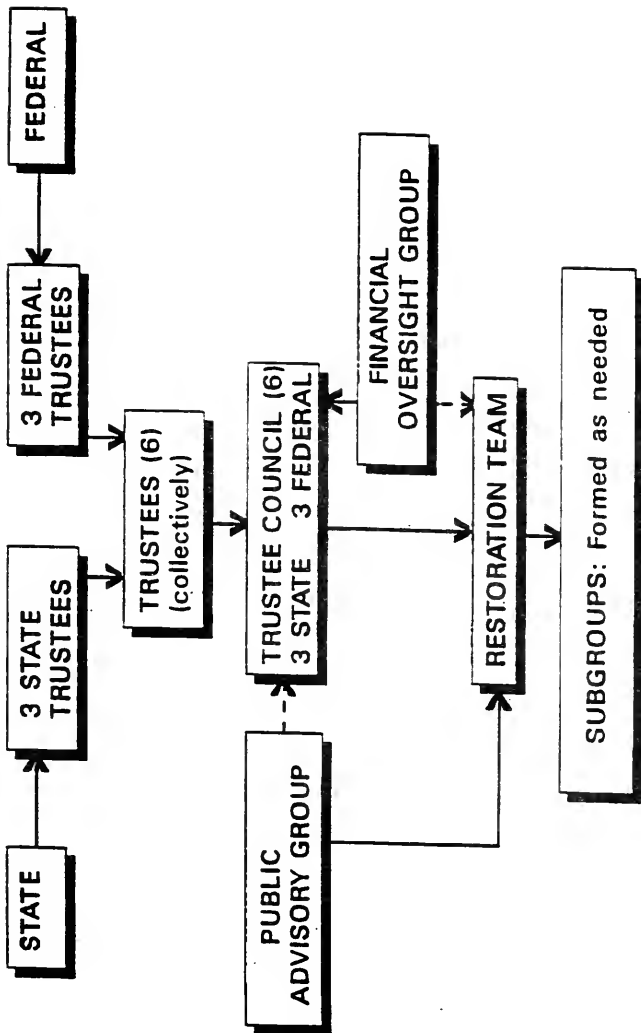 STATE
3 STATE
TRUSTEES
3 FEDERAL
TRUSTEES
FEDERAL
TRUSTEES (6)
(collectively)
PUBLIC
ADVISORY GROUP
TRUSTEE COUNCIL (6)
3 STATE 3 FEDERAL
FINANCIAL
OVERSIGHT GROUP
RESTORATION TEAM
SUBGROUPS: Formed as needed